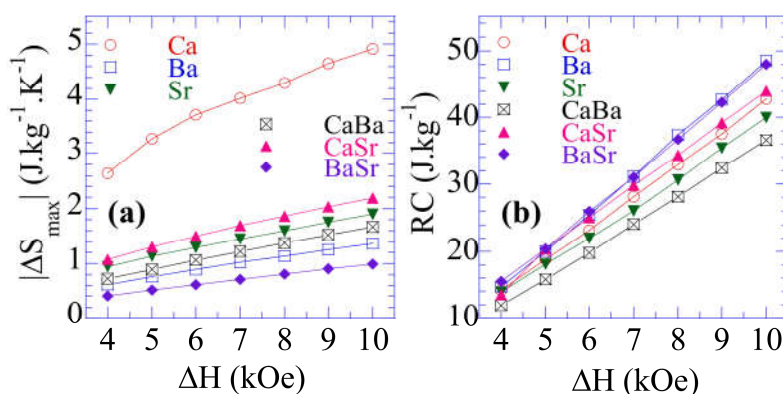 |ΔS_max| (J.kg⁻¹.K⁻¹)
5
4
3
2
1
0
Ca
Ba
Sr
CaBa
CaSr
BaSr
(a)
4 5 6 7 8 9 10
ΔH (kOe)
RC (J.kg⁻¹)
50
40
30
20
10
Ca
Ba
Sr
CaBa
CaSr
BaSr
(b)
4 5 6 7 8 9 10
ΔH (kOe)